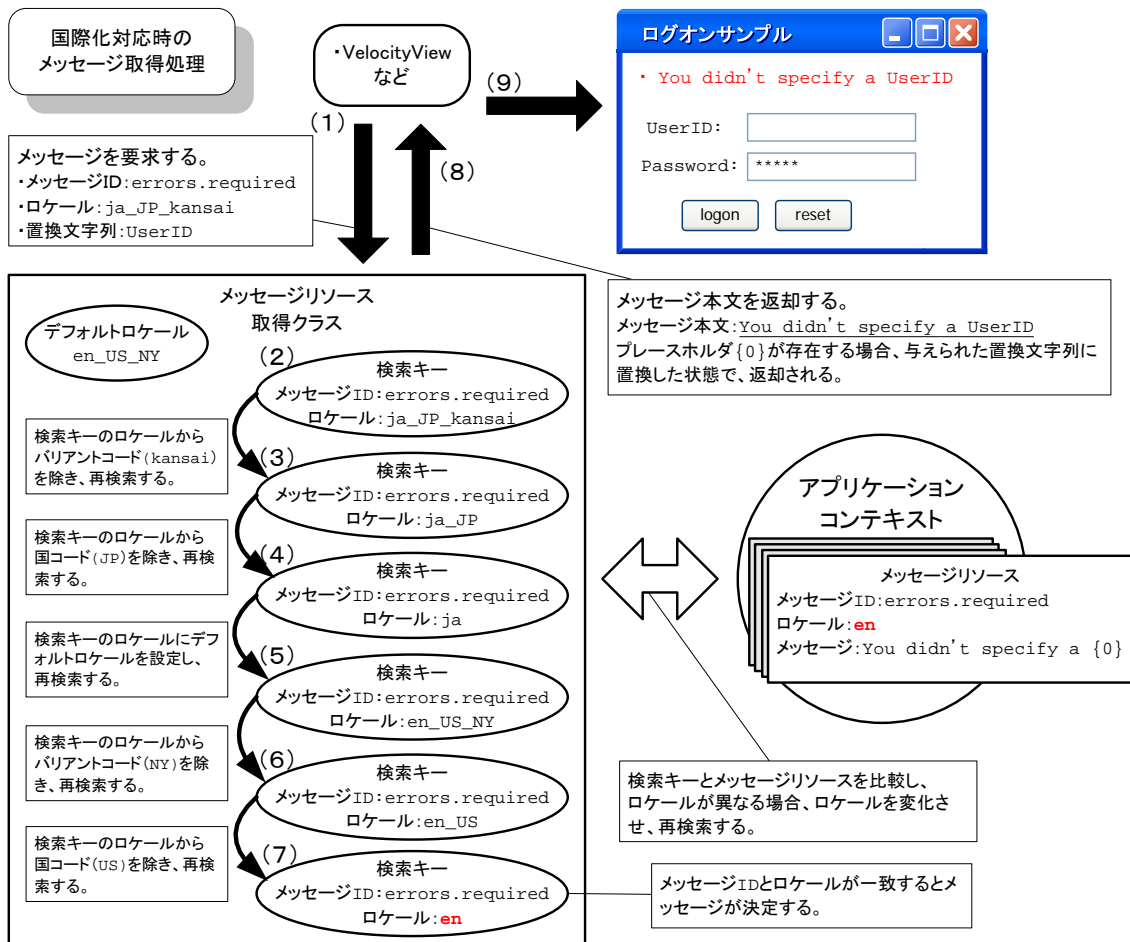 国際化対応時の
メッセージ取得処理
・VelocityView
など
(1)
(8)
(9)
ログオンサンプル
・ You didn't specify a UserID
UserID:
Password:
*****
logon
reset
メッセージを要求する。
・メッセージID:errors.required
・ロケール:ja_JP_kansai
・置換文字列:UserID
メッセージ本文を返却する。
メッセージ本文:You didn't specify a UserID
プレースホルダ{0}が存在する場合、与えられた置換文字列に
置換した状態で、返却される。
メッセージリソース
取得クラス
デフォルトロケール
en_US_NY
(2)
検索キー
メッセージID:errors.required
ロケール:ja_JP_kansai
検索キーのロケールから
バリアントコード(kansai)
を除き、再検索する。
(3)
検索キー
メッセージID:errors.required
ロケール:ja_JP
検索キーのロケールから
国コード(JP)を除き、再検
索する。
(4)
検索キー
メッセージID:errors.required
ロケール:ja
検索キーのロケールにデフ
ォルトロケールを設定し、
再検索する。
(5)
検索キー
メッセージID:errors.required
ロケール:en_US_NY
検索キーのロケールから
バリアントコード(NY)を除
き、再検索する。
(6)
検索キー
メッセージID:errors.required
ロケール:en_US
検索キーのロケールから
国コード(US)を除き、再検
索する。
(7)
検索キー
メッセージID:errors.required
ロケール:en
アプリケーション
コンテキスト
メッセージリソース
メッセージID:errors.required
ロケール:en
メッセージ:You didn't specify a {0}
検索キーとメッセージリソースを比較し、
ロケールが異なる場合、ロケールを変化さ
せ、再検索する。
メッセージIDとロケールが一致するとメ
ッセージが決定する。